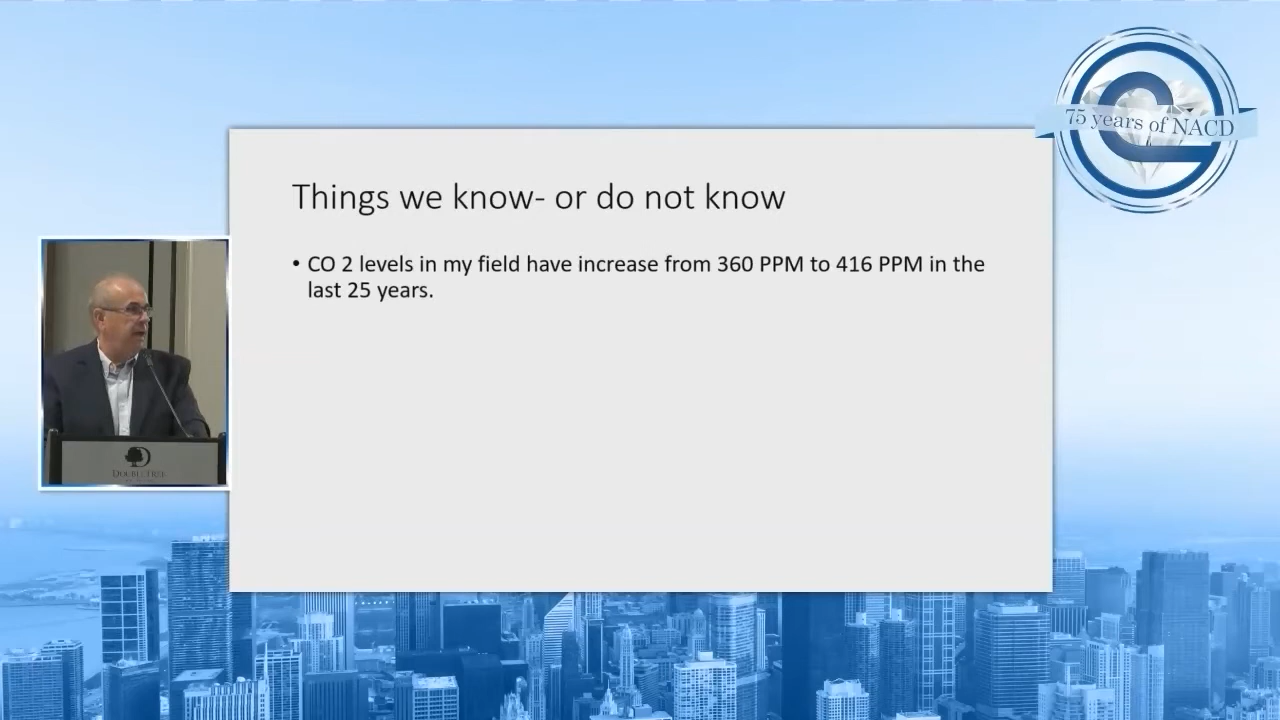 75 years of NACD
Things we know- or do not know
• CO 2 levels in my field have increase from 360 PPM to 416 PPM in the
last 25 years.
DOUBLETREE